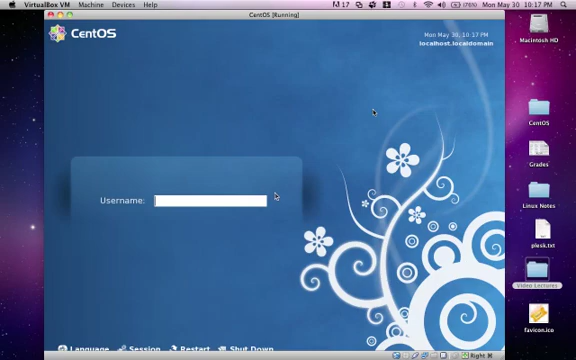 VirtualBox VM Machine Devices Help
17
(76%) Mon May 30 10:17 PM
CentOS [Running]
CentOS
Mon May 30, 10:17 PM
localhost.localdomain
Username:
Language Session Restart Shut Down
Right ⌘
Macintosh HD
CentOS
Grades
Linux Notes
plesk.txt
Video Lectures
favicon.ico